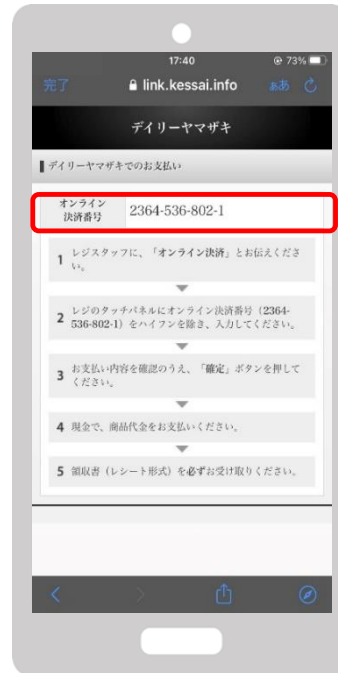 17:40
73%
完了
link.kessai.info
ああ
デイリーヤマザキ
デイリーヤマザキでのお支払い
オンライン
決済番号
2364-536-802-1
1 レジスタッフに、「オンライン決済」とお伝えくださ
い。
2 レジのタッチパネルにオンライン決済番号（2364-
536-802-1）をハイフンを除き、入力してください。
3 お支払い内容を確認のうえ、「確定」ボタンを押して
ください。
4 現金で、商品代金をお支払いください。
5 領収書（レシート形式）を必ずお受け取りください。